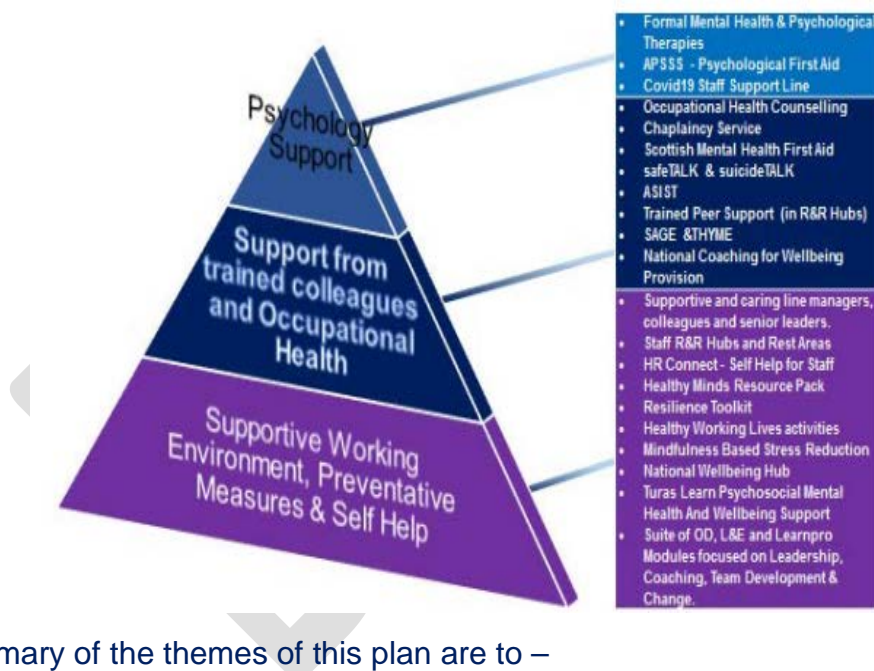 Psychology
Support
Support from
trained colleagues
and Occupational
Health
Supportive Working
Environment, Preventative
Measures & Self Help
• Formal Mental Health & Psychological
Therapies
• APSSS - Psychological First Aid
• Covid19 Staff Support Line
• Occupational Health Counselling
• Chaplaincy Service
• Scottish Mental Health First Aid
• safeTALK & suicideTALK
• ASIST
• Trained Peer Support (in R&R Hubs)
• SAGE &THYME
• National Coaching for Wellbeing
Provision
• Supportive and caring line managers,
colleagues and senior leaders.
• Staff R&R Hubs and Rest Areas
• HR Connect - Self Help for Staff
• Healthy Minds Resource Pack
• Resilience Toolkit
• Healthy Working Lives activities
• Mindfulness Based Stress Reduction
• National Wellbeing Hub
• Turas Learn Psychosocial Mental
Health And Wellbeing Support
• Suite of OD, L&E and Learnpro
Modules focused on Leadership,
Coaching, Team Development &
Change.
mary of the themes of this plan are to –